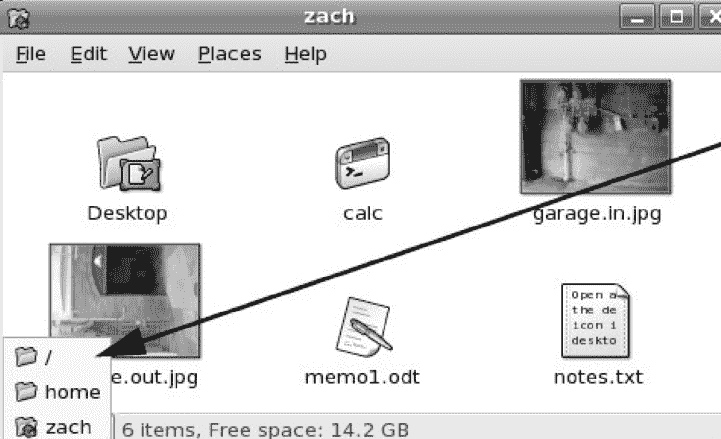 zach
File Edit View Places Help
Desktop
calc
garage.in.jpg
Open a
the de
icon i
deskto
e.out.jpg
memo1.odt
notes.txt
/
home
zach
6 items, Free space: 14.2 GB